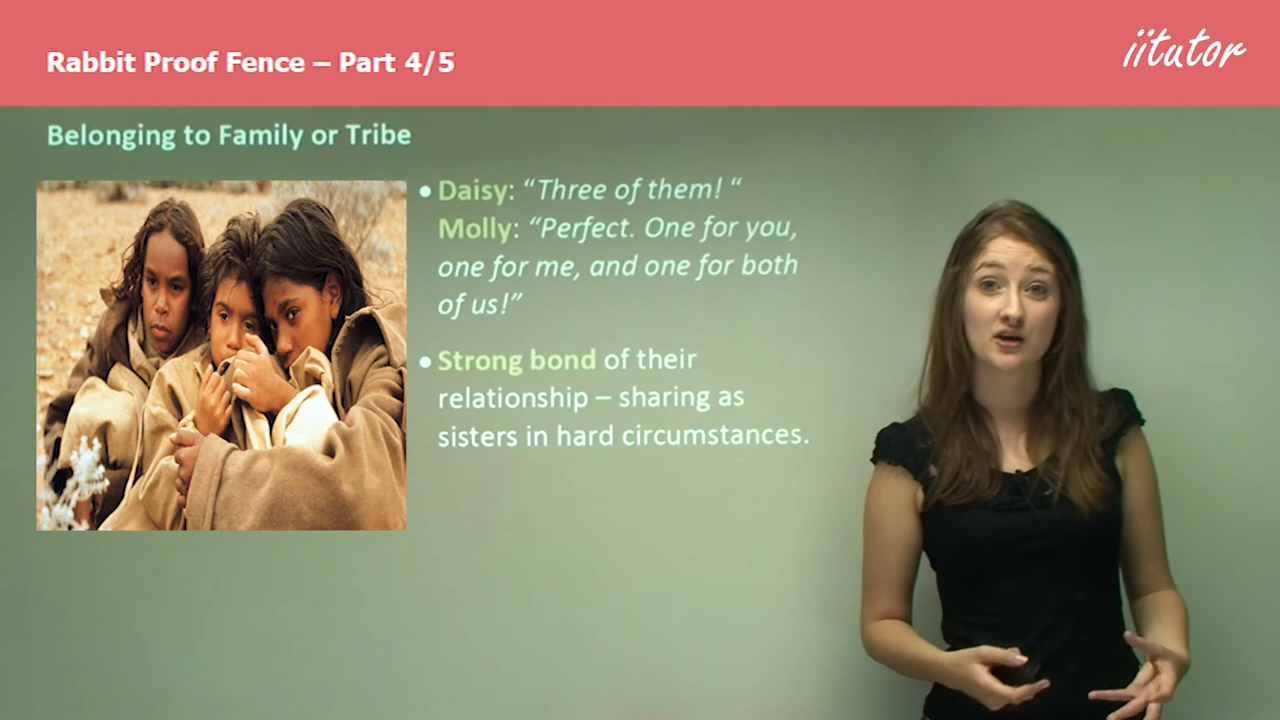 Rabbit Proof Fence – Part 4/5
iitutor
Belonging to Family or Tribe
• Daisy: “Three of them! “
Molly: “Perfect. One for you,
one for me, and one for both
of us!”
• Strong bond of their
relationship – sharing as
sisters in hard circumstances.